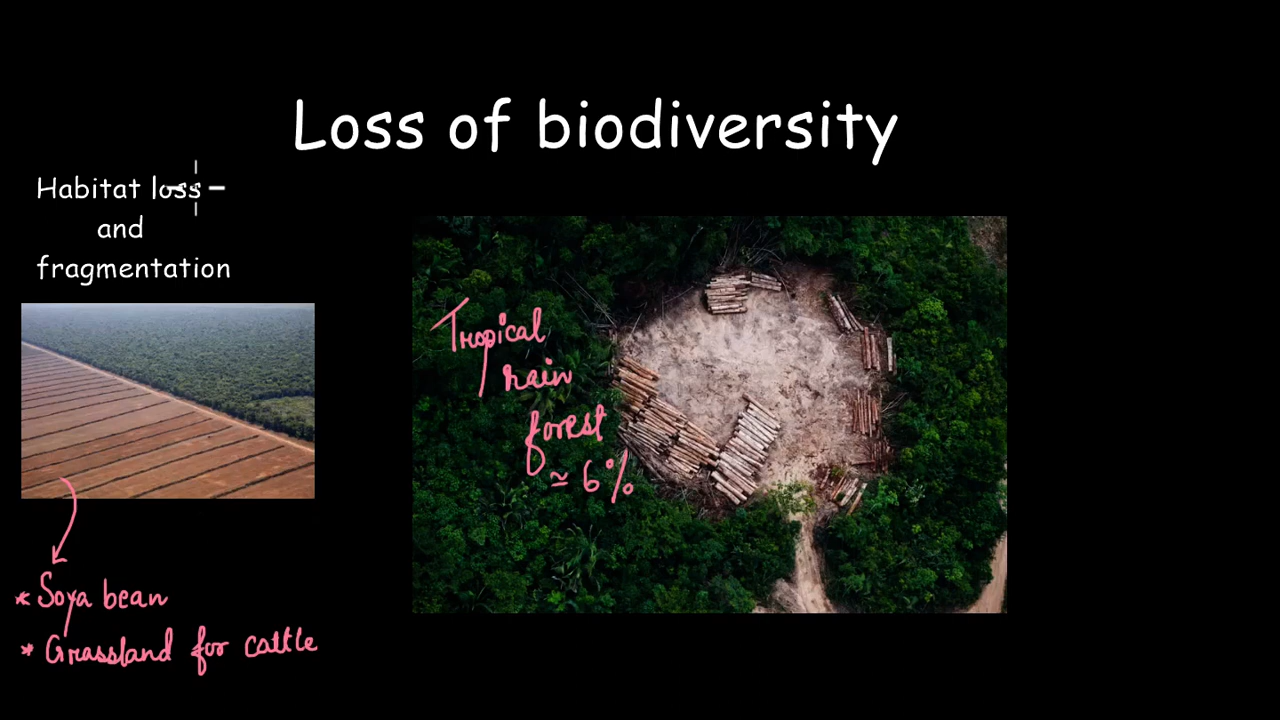 Loss of biodiversity
Habitat loss
and
fragmentation
Tropical
rain
forest
≃ 6%
* Soya bean
* Grassland for cattle